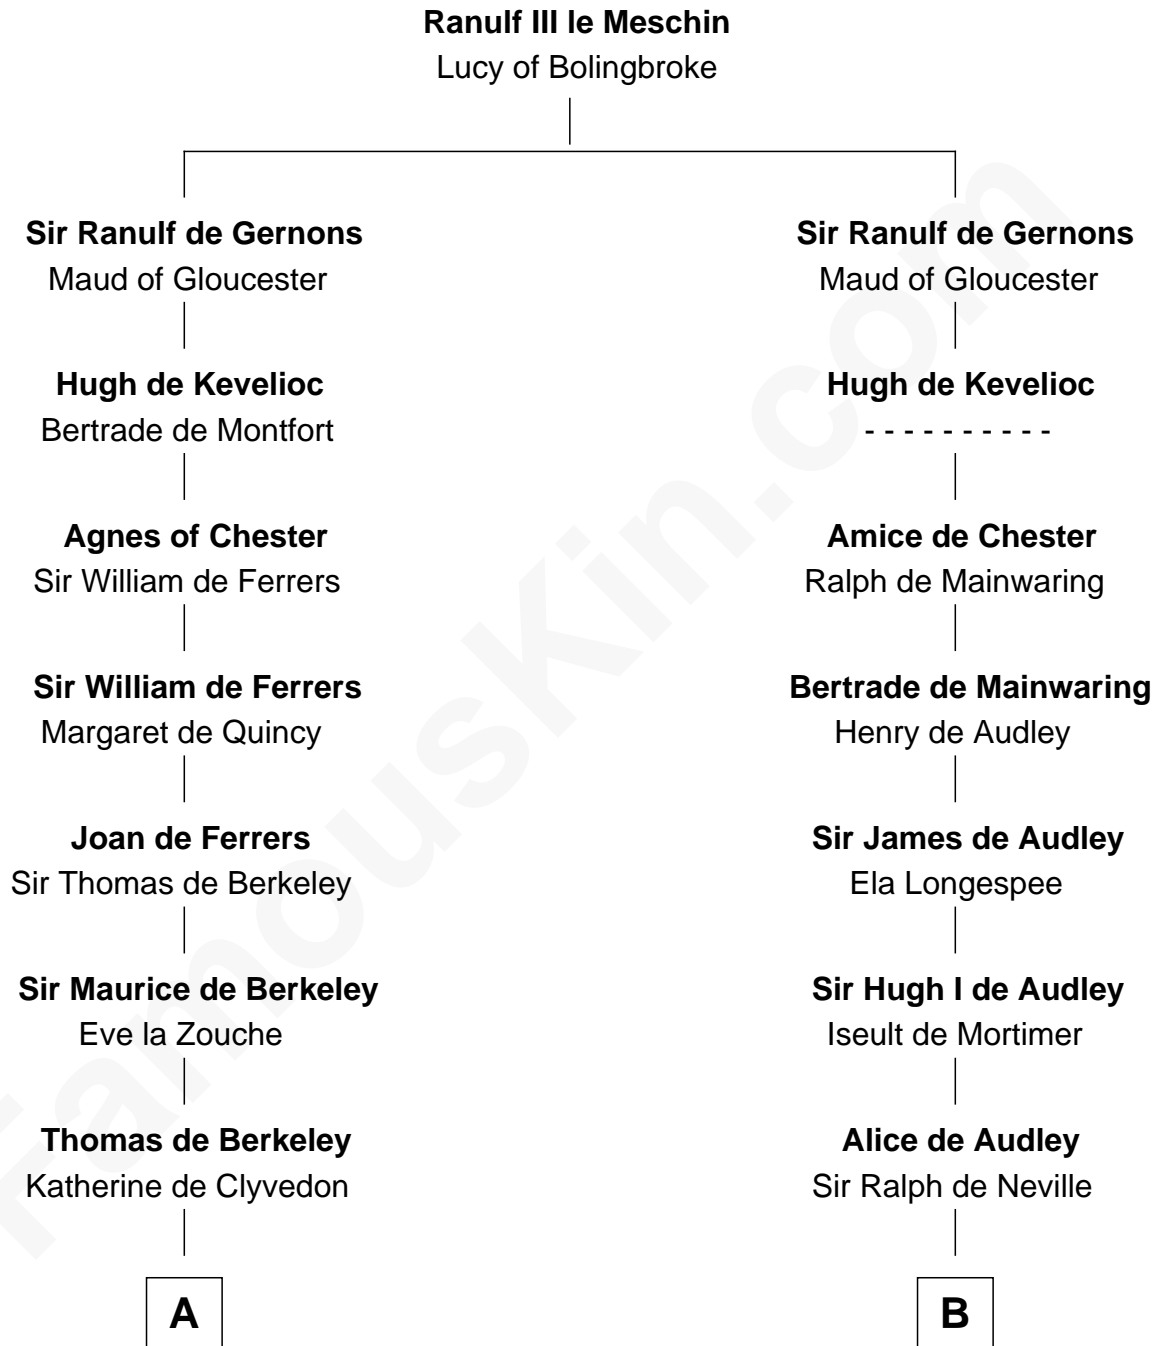 Ranulf III le Meschin
Lucy of Bolingbroke
Sir Ranulf de Gernons
Maud of Gloucester
Hugh de Kevelioc
Bertrade de Montfort
Agnes of Chester
Sir William de Ferrers
Sir William de Ferrers
Margaret de Quincy
Joan de Ferrers
Sir Thomas de Berkeley
Sir Maurice de Berkeley
Eve la Zouche
Thomas de Berkeley
Katherine de Clyvedon
A
Sir Ranulf de Gernons
Maud of Gloucester
Hugh de Kevelioc
- - - - - - - - - -
Amice de Chester
Ralph de Mainwaring
Bertrade de Mainwaring
Henry de Audley
Sir James de Audley
Ela Longespee
Sir Hugh I de Audley
Iseult de Mortimer
Alice de Audley
Sir Ralph de Neville
B
FamousKin.com